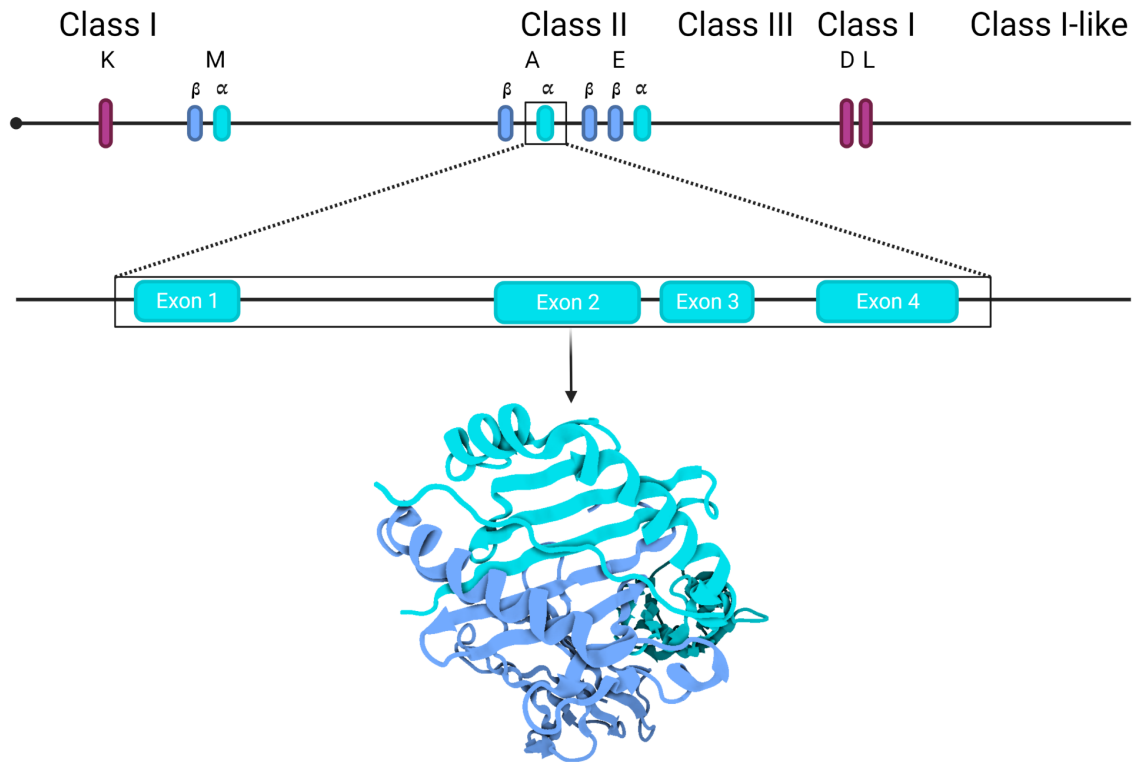 Class I Class II Class III Class I Class I-like
K M A E D L
β α β α β β α
Exon 1 Exon 2 Exon 3 Exon 4